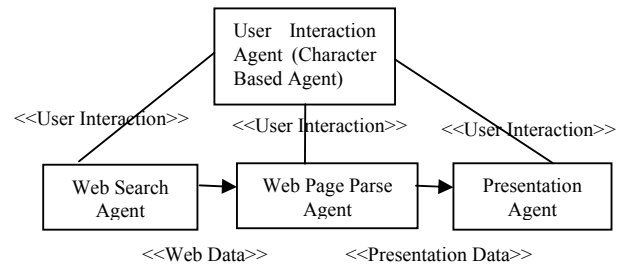 User Interaction
Agent (Character
Based Agent)
<<User Interaction>>
<<User Interaction>>
<<User Interaction>>
Web Search
Agent
Web Page Parse
Agent
Presentation
Agent
<<Web Data>>
<<Presentation Data>>